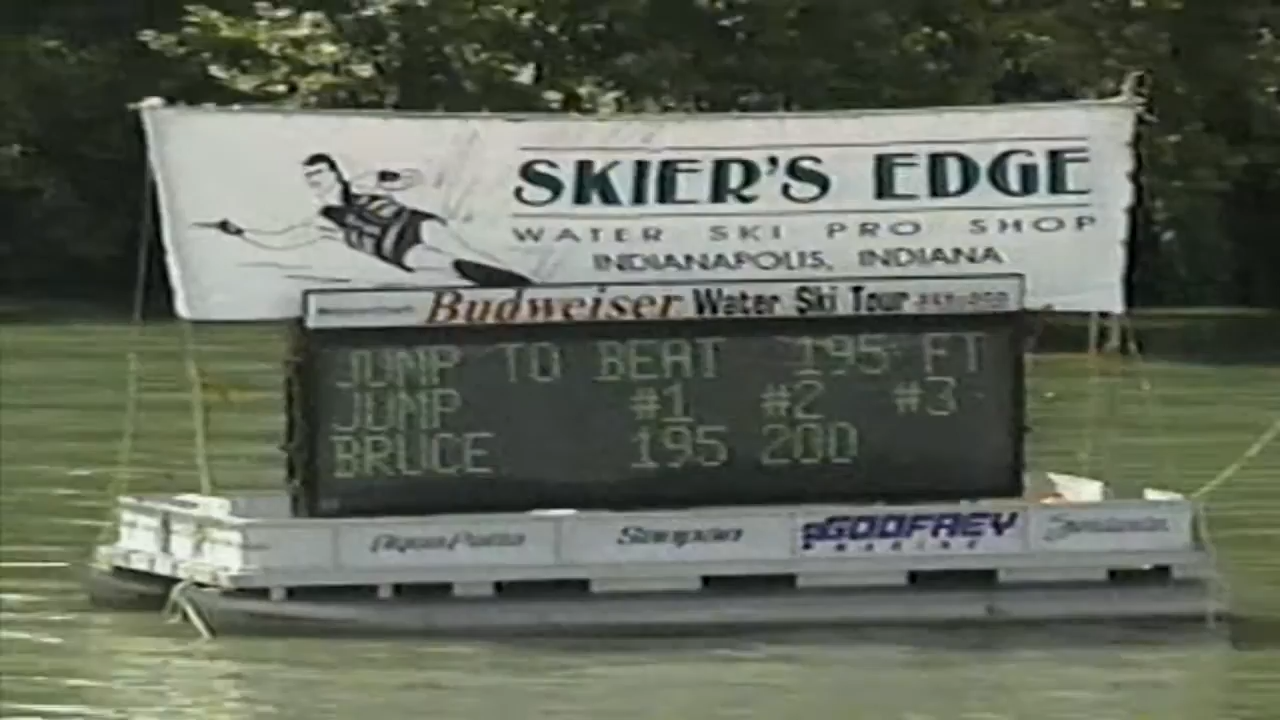 SKIER'S EDGE
WATER SKI PRO SHOP
INDIANAPOLIS, INDIANA
Budweiser Water Ski Tour
JUMP TO BEAT 195 FT
JUMP #1 #2 #3
BRUCE 195 200
GODFREY
MARINE